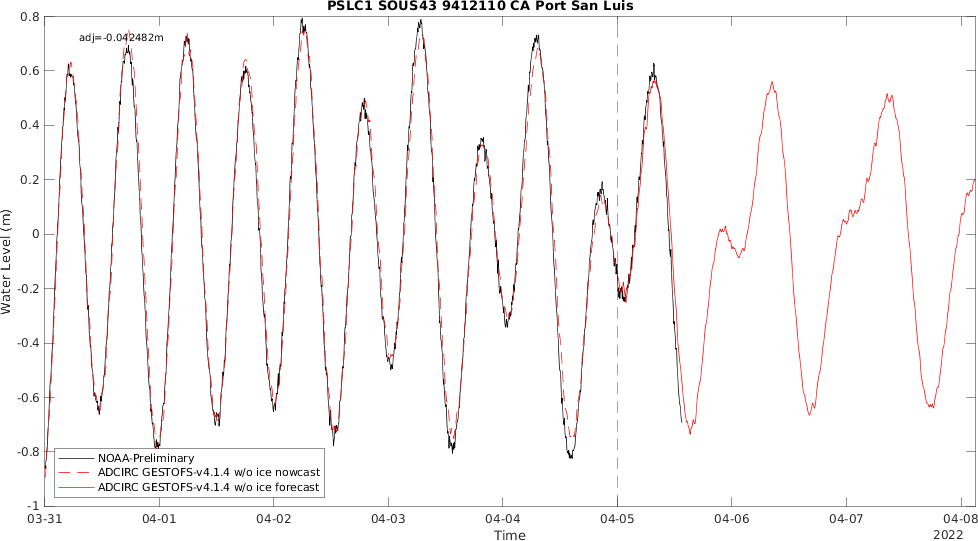 PSLC1 SOUS43 9412110 CA Port San Luis
adj=-0.042482m
0.8
0.6
0.4
0.2
0
-0.2
-0.4
-0.6
-0.8
-1
Water Level (m)
NOAA-Preliminary
ADCIRC GESTOFS-v4.1.4 w/o ice nowcast
ADCIRC GESTOFS-v4.1.4 w/o ice forecast
03-31 04-01 04-02 04-03 04-04 04-05 04-06 04-07 04-08
Time
2022